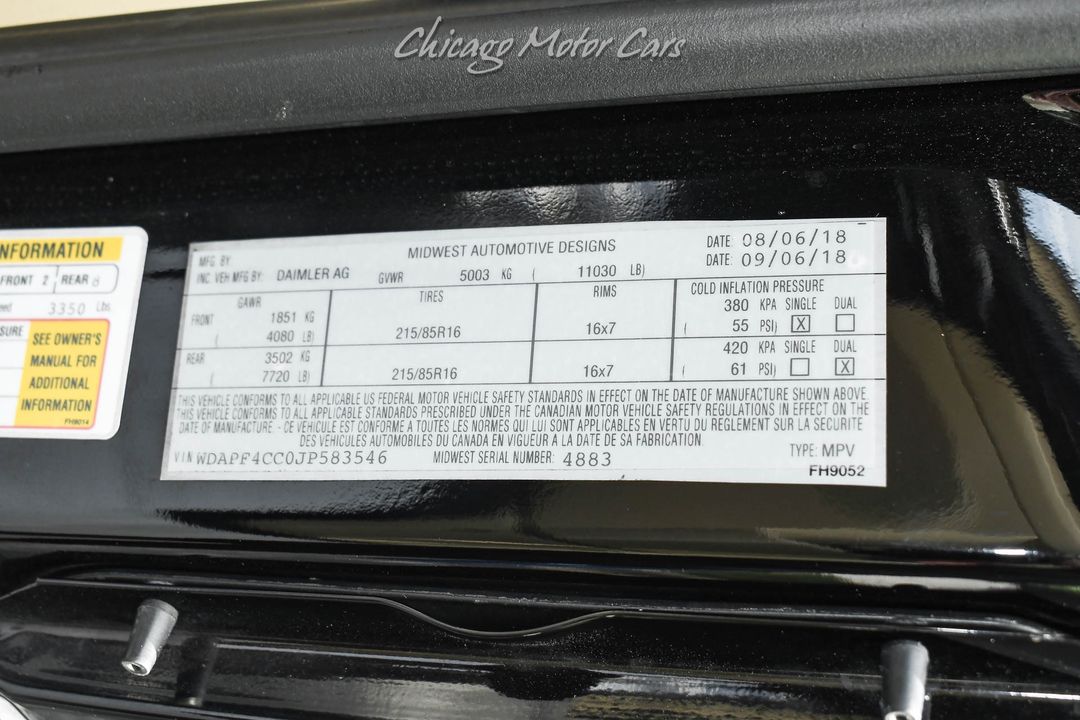 Chicago Motor Cars
NFORMATION
FRONT 2 REAR 8
3350 Lbs
SURE
SEE OWNER'S
MANUAL FOR
ADDITIONAL
INFORMATION
FH9014
MFG BY MIDWEST AUTOMOTIVE DESIGNS DATE: 08/06/18
INC. VEH MFG BY: DAIMLER AG GVWR 5003 KG ( 11030 LB) DATE: 09/06/18
GAWR TIRES RIMS COLD INFLATION PRESSURE
FRONT 1851 KG 380 KPA SINGLE DUAL
( 4080 LB) 215/85R16 16x7 ( 55 PSI) X
REAR 3502 KG 420 KPA SINGLE DUAL
( 7720 LB) 215/85R16 16x7 ( 61 PSI) X
THIS VEHICLE CONFORMS TO ALL APPLICABLE US FEDERAL MOTOR VEHICLE SAFETY STANDARDS IN EFFECT ON THE DATE OF MANUFACTURE SHOWN ABOVE.
THIS VEHICLE CONFORMS TO ALL APPLICABLE STANDARDS PRESCRIBED UNDER THE CANADIAN MOTOR VEHICLE SAFETY REGULATIONS IN EFFECT ON THE
DATE OF MANUFACTURE. - CE VEHICULE EST CONFORME A TOUTES LES NORMES QUI LUI SONT APPLICABLES EN VERTU DU REGLEMENT SUR LA SECURITE
DES VEHICULES AUTOMOBILES DU CANADA EN VIGUEUR A LA DATE DE SA FABRICATION.
VIN WDAPF4CC0JP583546 MIDWEST SERIAL NUMBER: 4883 TYPE: MPV
FH9052